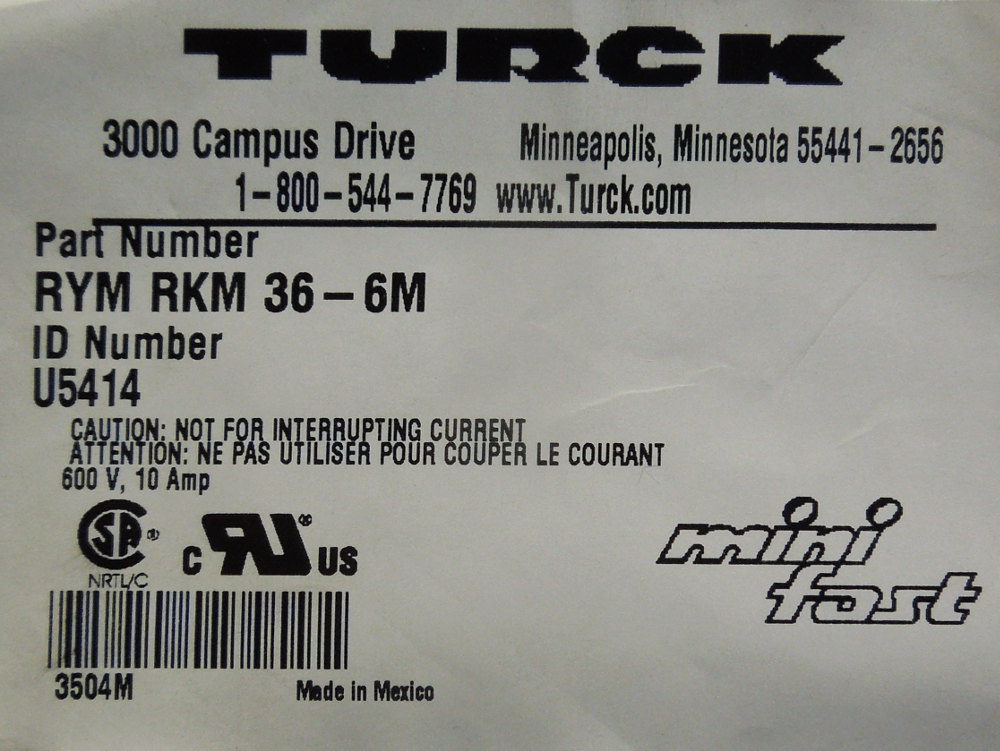 TURCK
3000 Campus Drive Minneapolis, Minnesota 55441-2656
1-800-544-7769 www.Turck.com
Part Number
RYM RKM 36-6M
ID Number
U5414
CAUTION: NOT FOR INTERRUPTING CURRENT
ATTENTION: NE PAS UTILISER POUR COUPER LE COURANT
600 V, 10 Amp
SA ®
NRTL/C
C RU ® US
mini
fast
3504M Made in Mexico